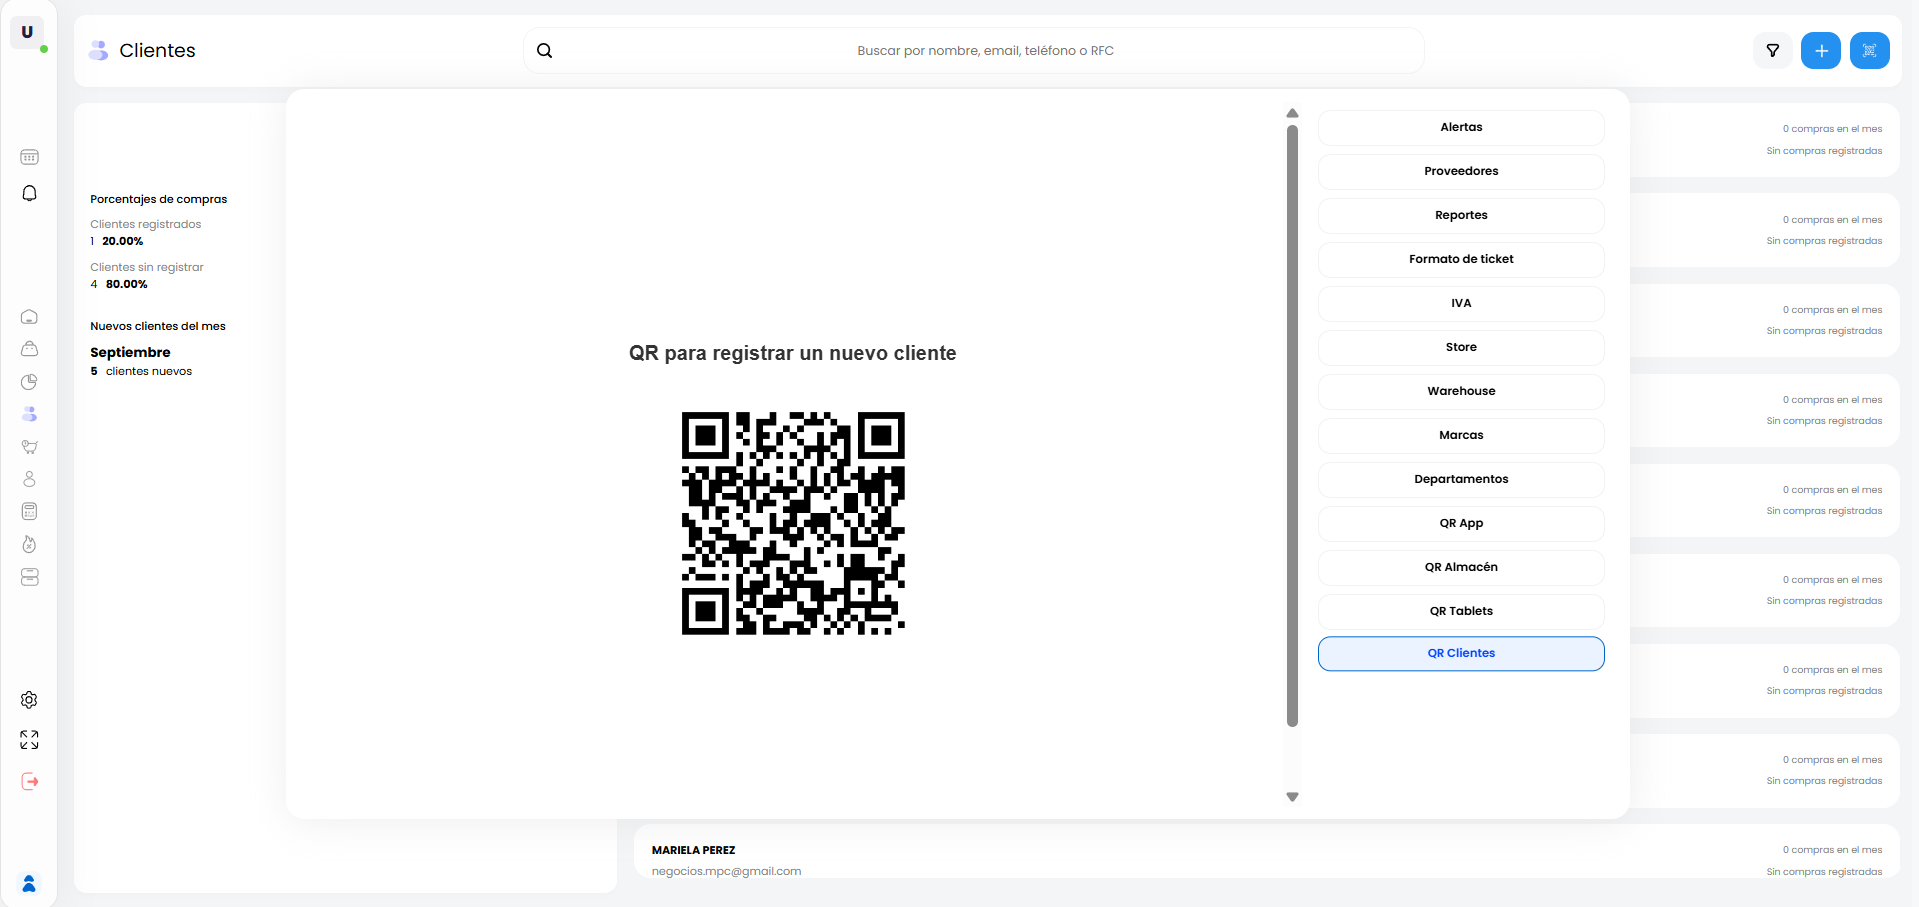 U
Clientes
Buscar por nombre, email, teléfono o RFC
Porcentajes de compras
Clientes registrados
1 20.00%
Clientes sin registrar
4 80.00%
Nuevos clientes del mes
Septiembre
5 clientes nuevos
QR para registrar un nuevo cliente
Alertas
Proveedores
Reportes
Formato de ticket
IVA
Store
Warehouse
Marcas
Departamentos
QR App
QR Almacén
QR Tablets
QR Clientes
0 compras en el mes
Sin compras registradas
0 compras en el mes
Sin compras registradas
0 compras en el mes
Sin compras registradas
0 compras en el mes
Sin compras registradas
0 compras en el mes
Sin compras registradas
0 compras en el mes
Sin compras registradas
0 compras en el mes
Sin compras registradas
0 compras en el mes
Sin compras registradas
MARIELA PEREZ
negocios.mpc@gmail.com
0 compras en el mes
Sin compras registradas